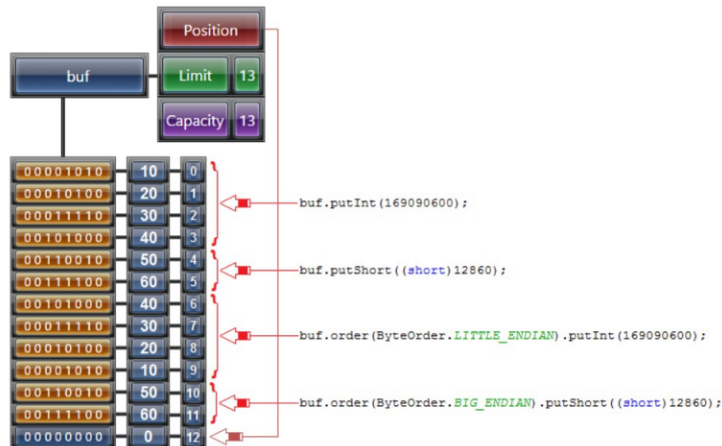 Position
buf
Limit 13
Capacity 13
00001010 10 0
00010100 20 1
00011110 30 2
buf.putInt(169090600);
00101000 40 3
00110010 50 4
buf.putShort((short)12860);
00111100 60 5
00101000 40 6
00011110 30 7
buf.order(ByteOrder.LITTLE_ENDIAN).putInt(169090600);
00010100 20 8
00001010 10 9
00110010 50 10
buf.order(ByteOrder.BIG_ENDIAN).putShort((short)12860);
00111100 60 11
00000000 0 12